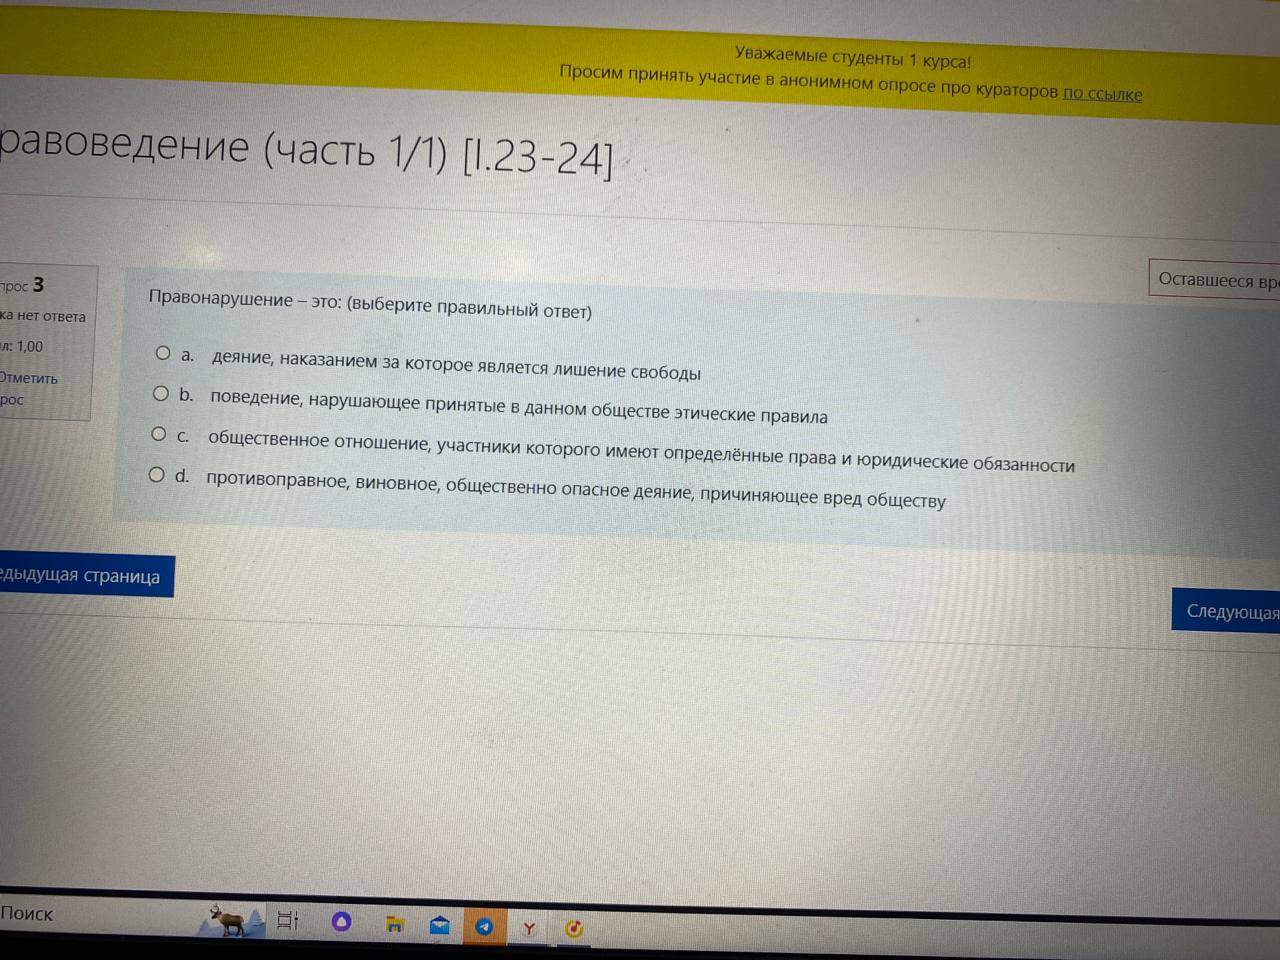 Уважаемые студенты 1 курса!
Просим принять участие в анонимном опросе про кураторов по ссылке
равоведение (часть 1/1) [I.23-24]
Оставшееся вре
прос 3
ка нет ответа
л: 1,00
Отметить
рос
Правонарушение – это: (выберите правильный ответ)
a. деяние, наказанием за которое является лишение свободы
b. поведение, нарушающее принятые в данном обществе этические правила
c. общественное отношение, участники которого имеют определённые права и юридические обязанности
d. противоправное, виновное, общественно опасное деяние, причиняющее вред обществу
едыдущая страница
Следующая
Поиск